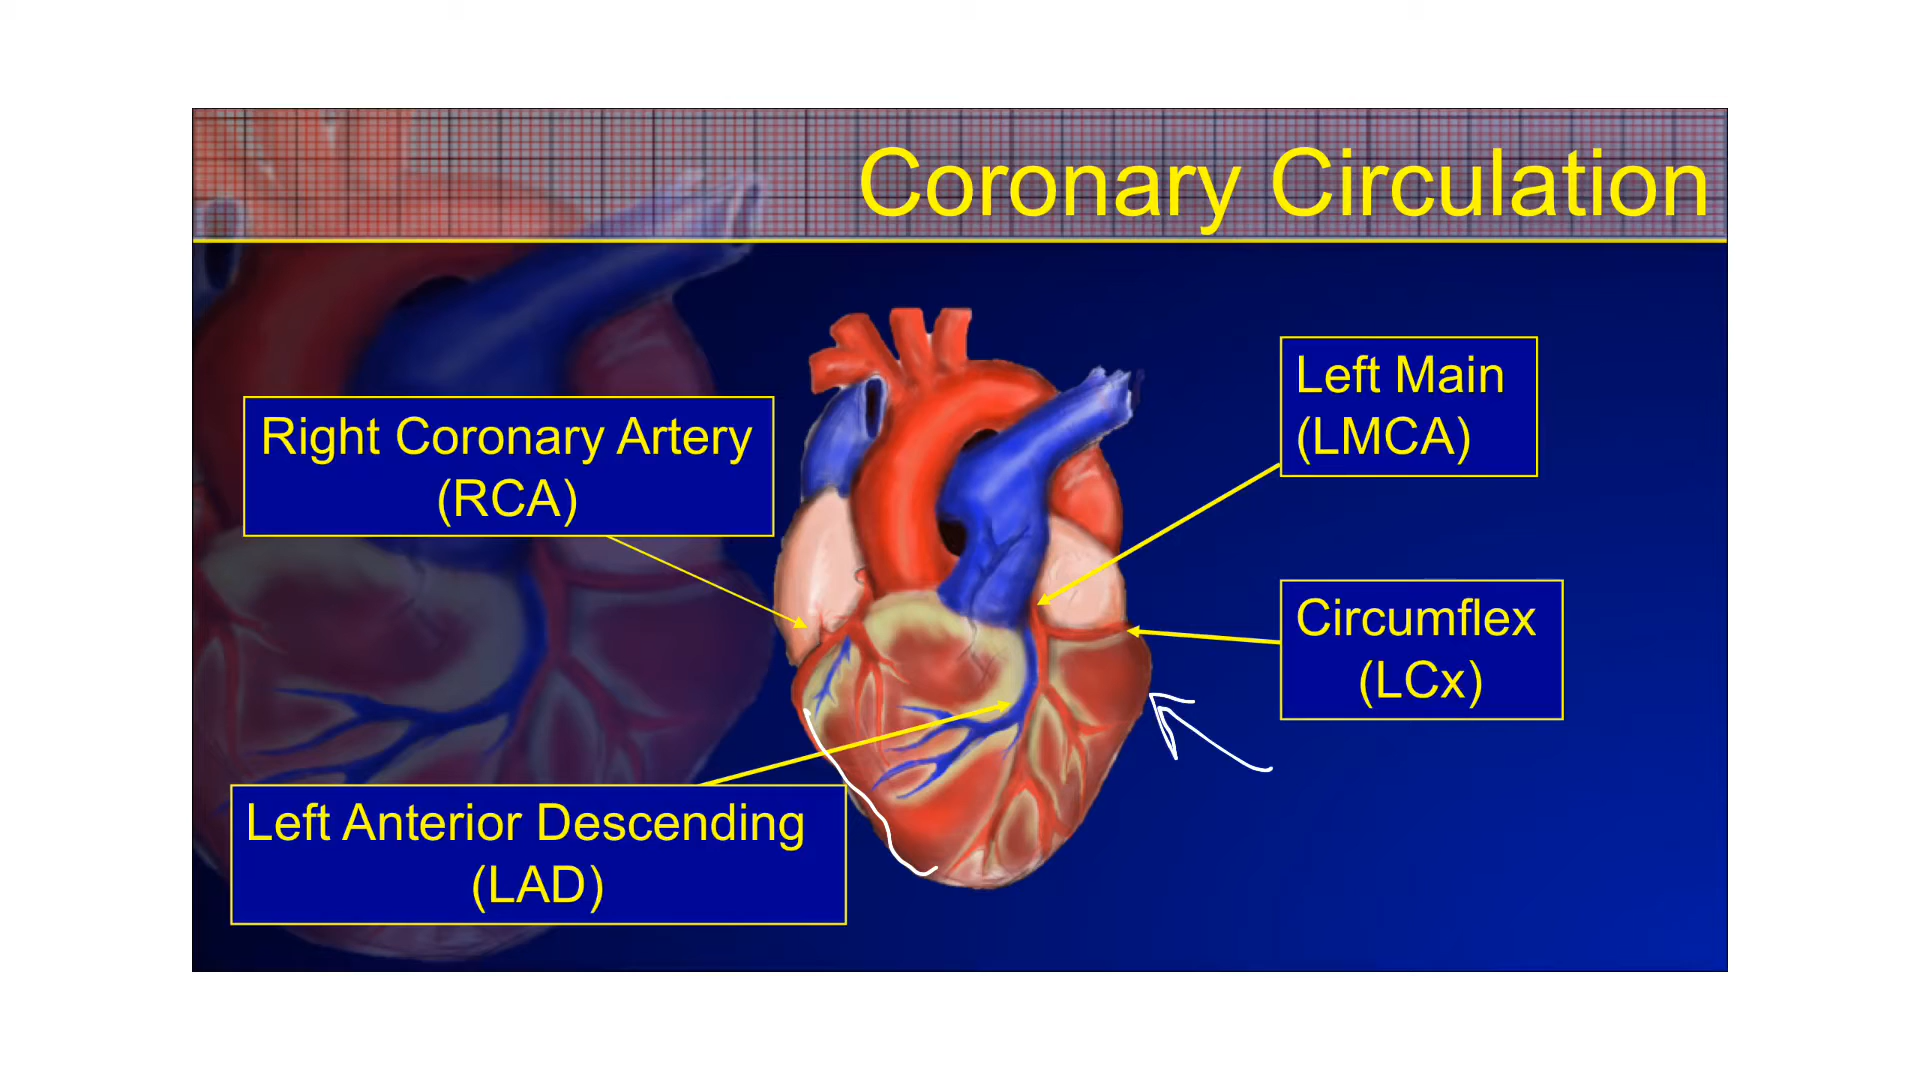 Coronary Circulation
Left Main
(LMCA)
Right Coronary Artery
(RCA)
Circumflex
(LCx)
Left Anterior Descending
(LAD)